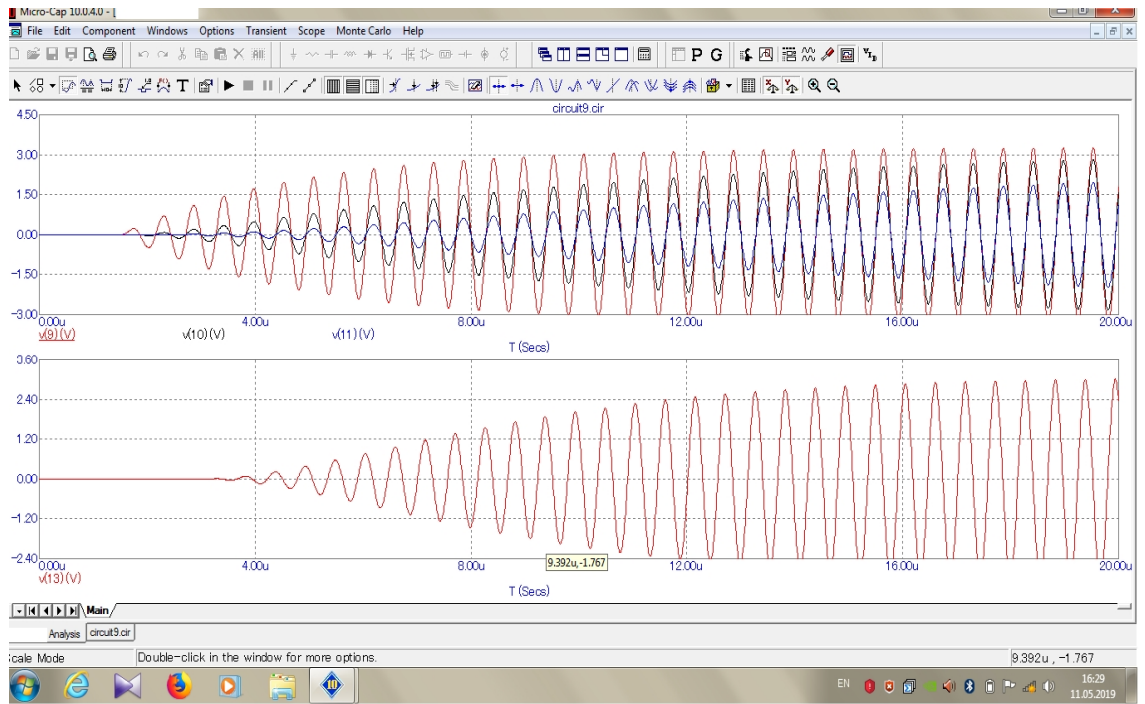 Micro-Cap 10.0.4.0 - [
File Edit Component Windows Options Transient Scope Monte Carlo Help
P G
T
circuit9.cir
4.50
3.00
1.50
0.00
-1.50
-3.00
0.00u 4.00u 8.00u 12.00u 16.00u 20.00u
v(9)(V) v(10)(V) v(11)(V)
T (Secs)
3.60
2.40
1.20
0.00
-1.20
-2.40
9.392u,-1.767
0.00u 4.00u 8.00u 12.00u 16.00u 20.00u
v(13)(V)
T (Secs)
Main
Analysis circuit9.cir
cale Mode Double-click in the window for more options. 9.392u , -1.767
10 EN 16:29
11.05.2019